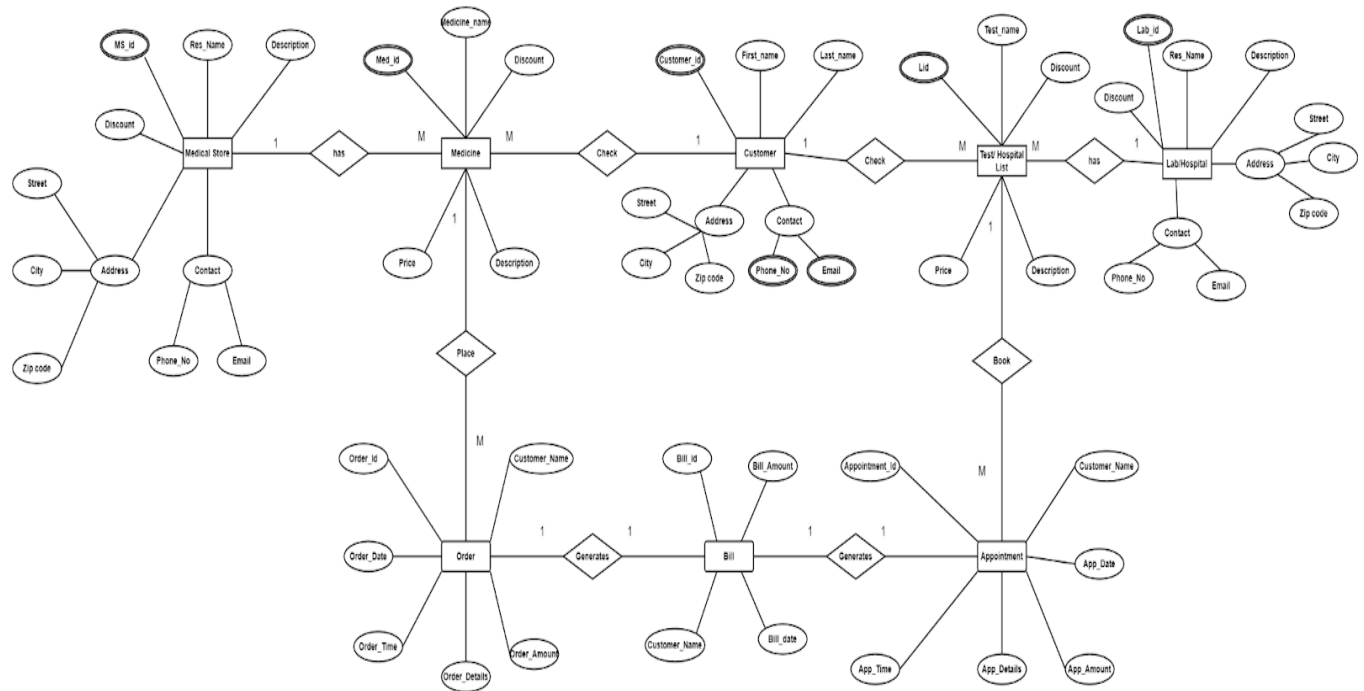 Medicine_name
Test_name
Lab_id
MS_id
Res_Name
Description
Med_id
Discount
Customer_id
First_name
Last_name
Lid
Discount
Res_Name
Description
Discount
Discount
Street
Medical Store
1
has
M
Medicine
M
Check
1
Customer
1
Check
M
Test/ Hospital
List
M
has
1
Lab/Hospital
Address
City
Zip code
Street
Street
Address
Contact
1
1
Contact
City
Address
Contact
Price
Description
City
Zip code
Phone_No
Email
Price
Description
Phone_No
Email
Zip code
Phone_No
Email
Place
Book
M
M
Order_Id
Customer_Name
Bill_id
Bill_Amount
Appointment_Id
Customer_Name
Order_Date
Order
1
Generates
1
Bill
1
Generates
1
Appointment
App_Date
Order_Time
Order_Details
Order_Amount
Customer_Name
Bill_date
App_Time
App_Details
App_Amount